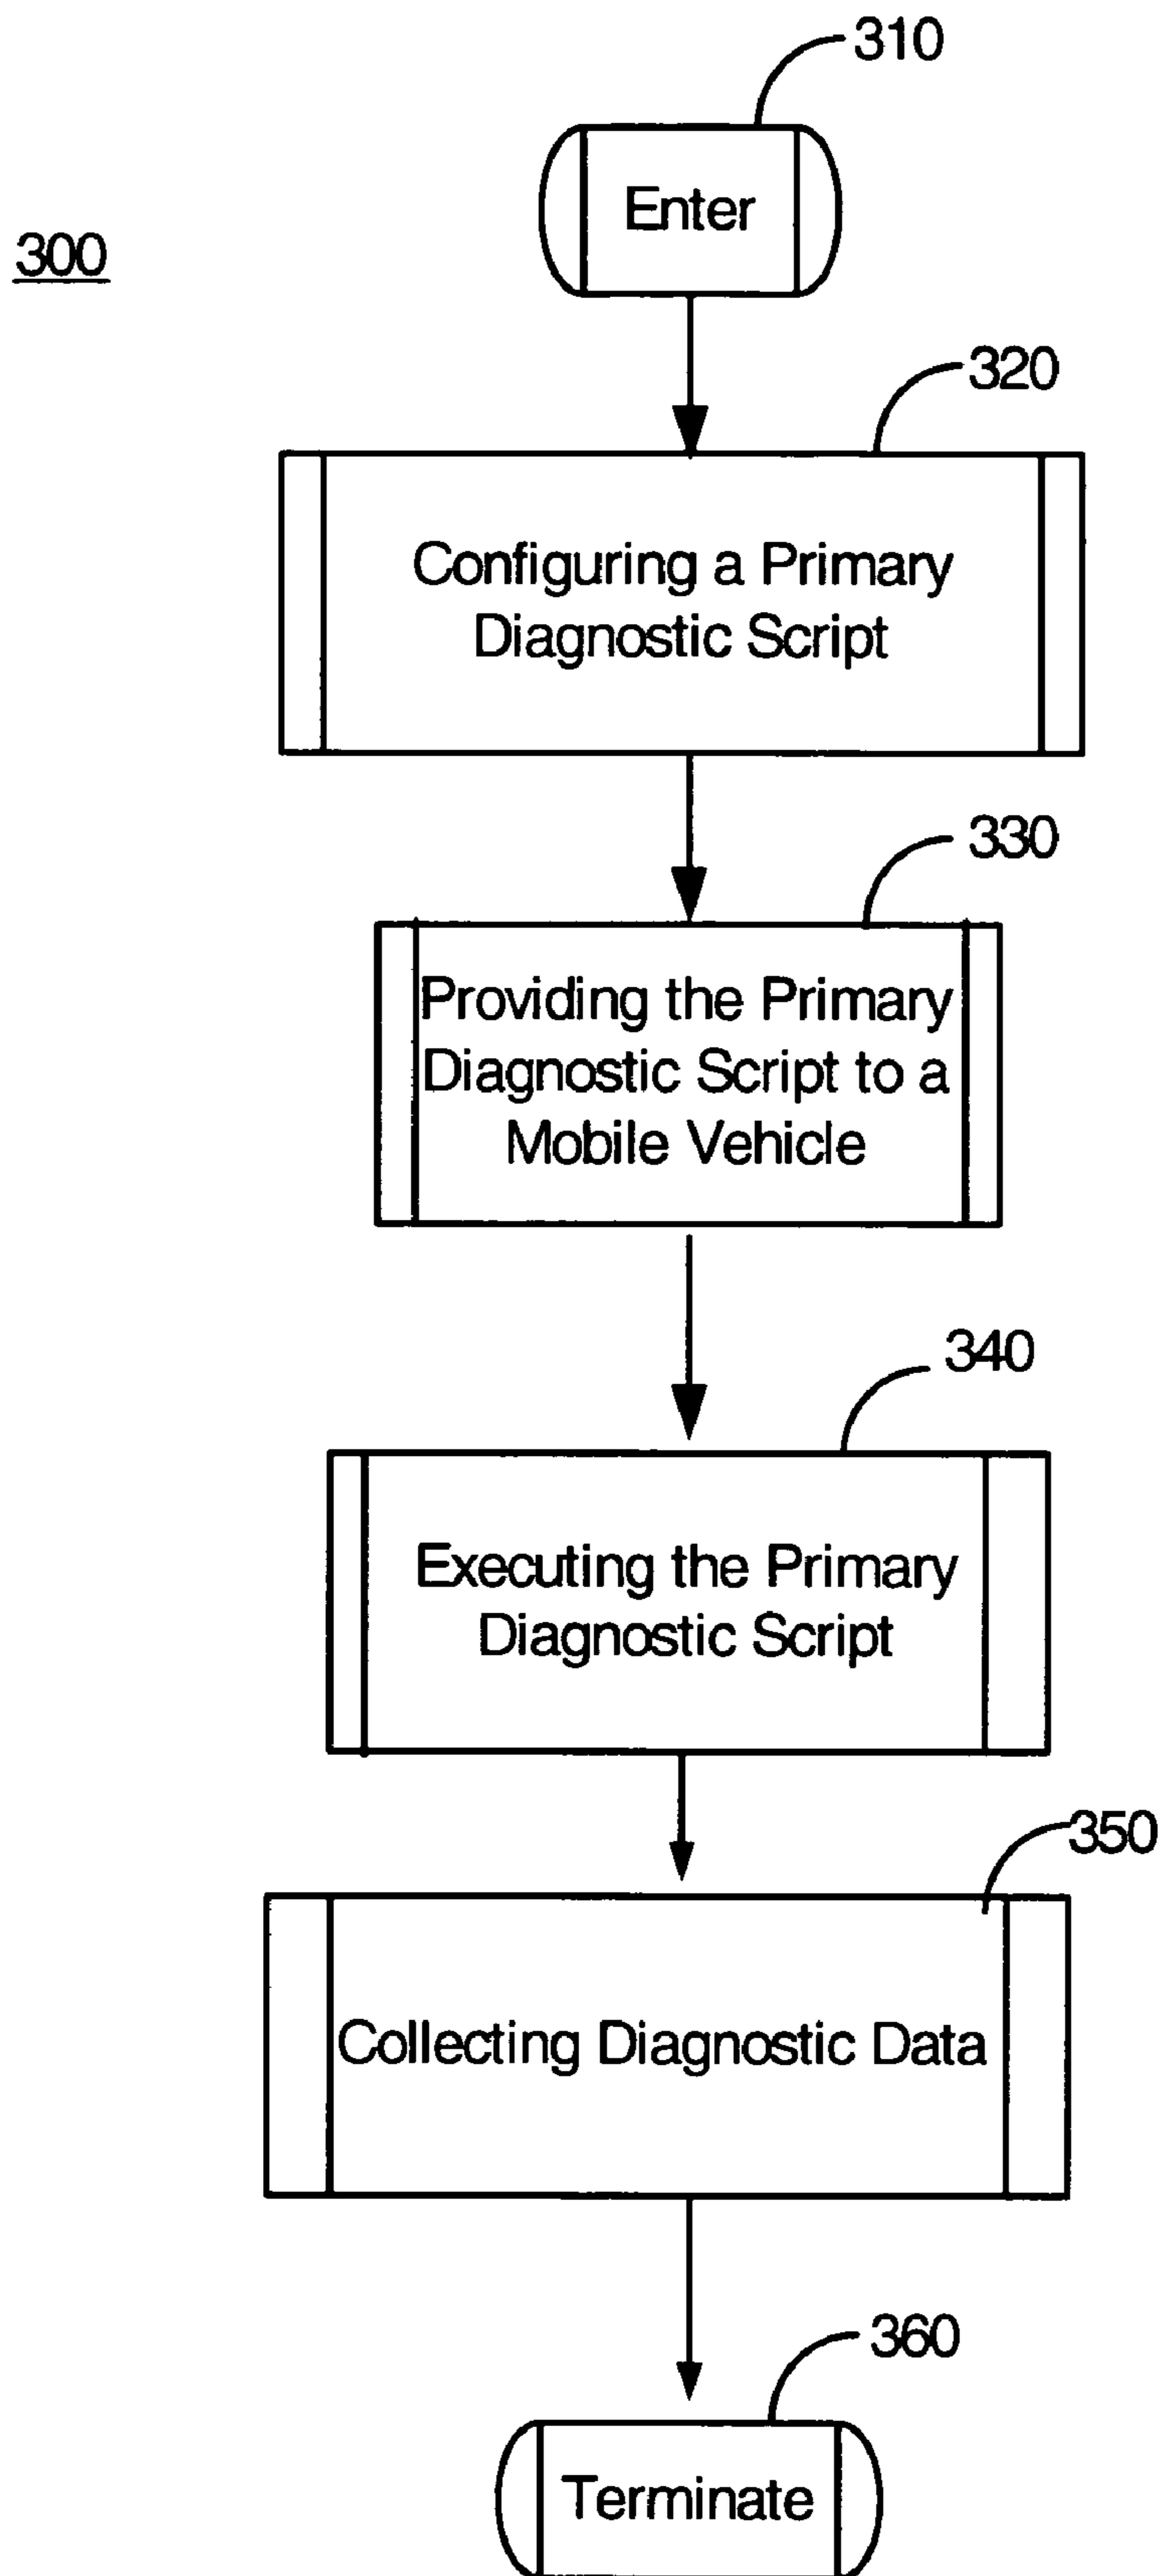 310
Enter
300
320
Configuring a Primary
Diagnostic Script
330
Providing the Primary
Diagnostic Script to a
Mobile Vehicle
340
Executing the Primary
Diagnostic Script
350
Collecting Diagnostic Data
360
Terminate